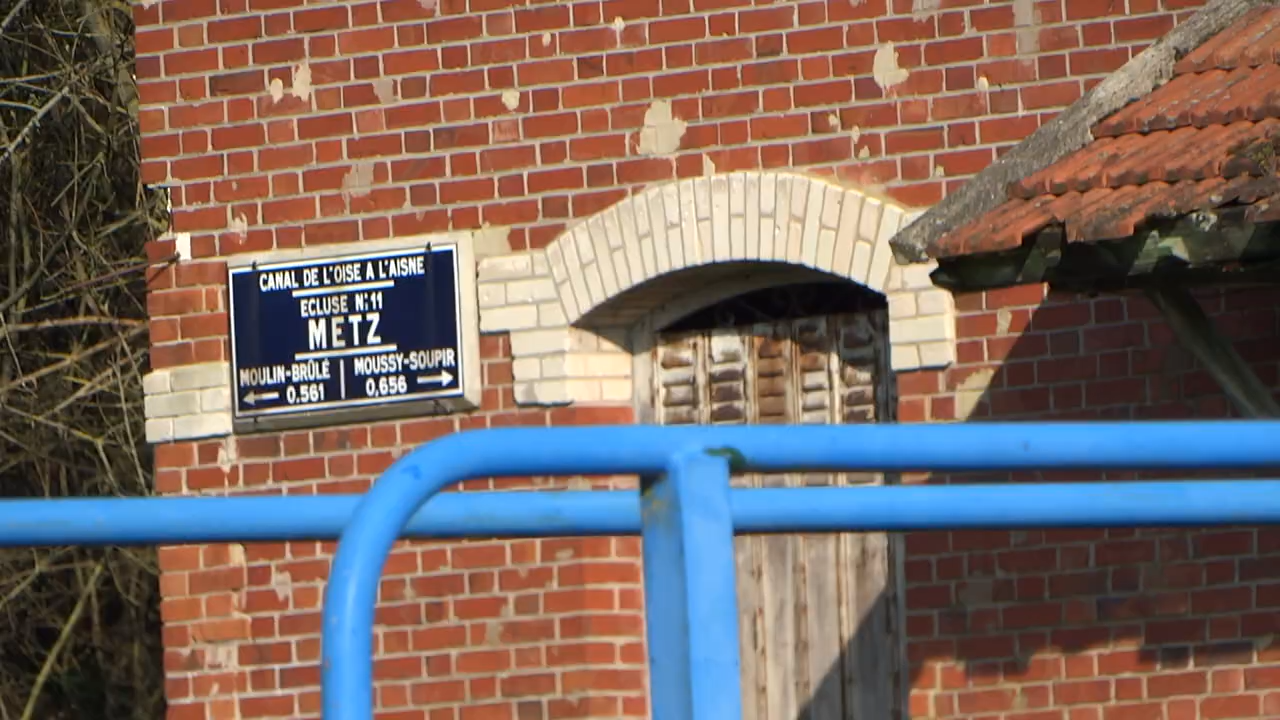 CANAL DE L'OISE A L'AISNE
ECLUSE N°: 11
METZ
MOULIN-BRÛLÉ | MOUSSY-SOUPIR
← 0.561 | 0,656 →